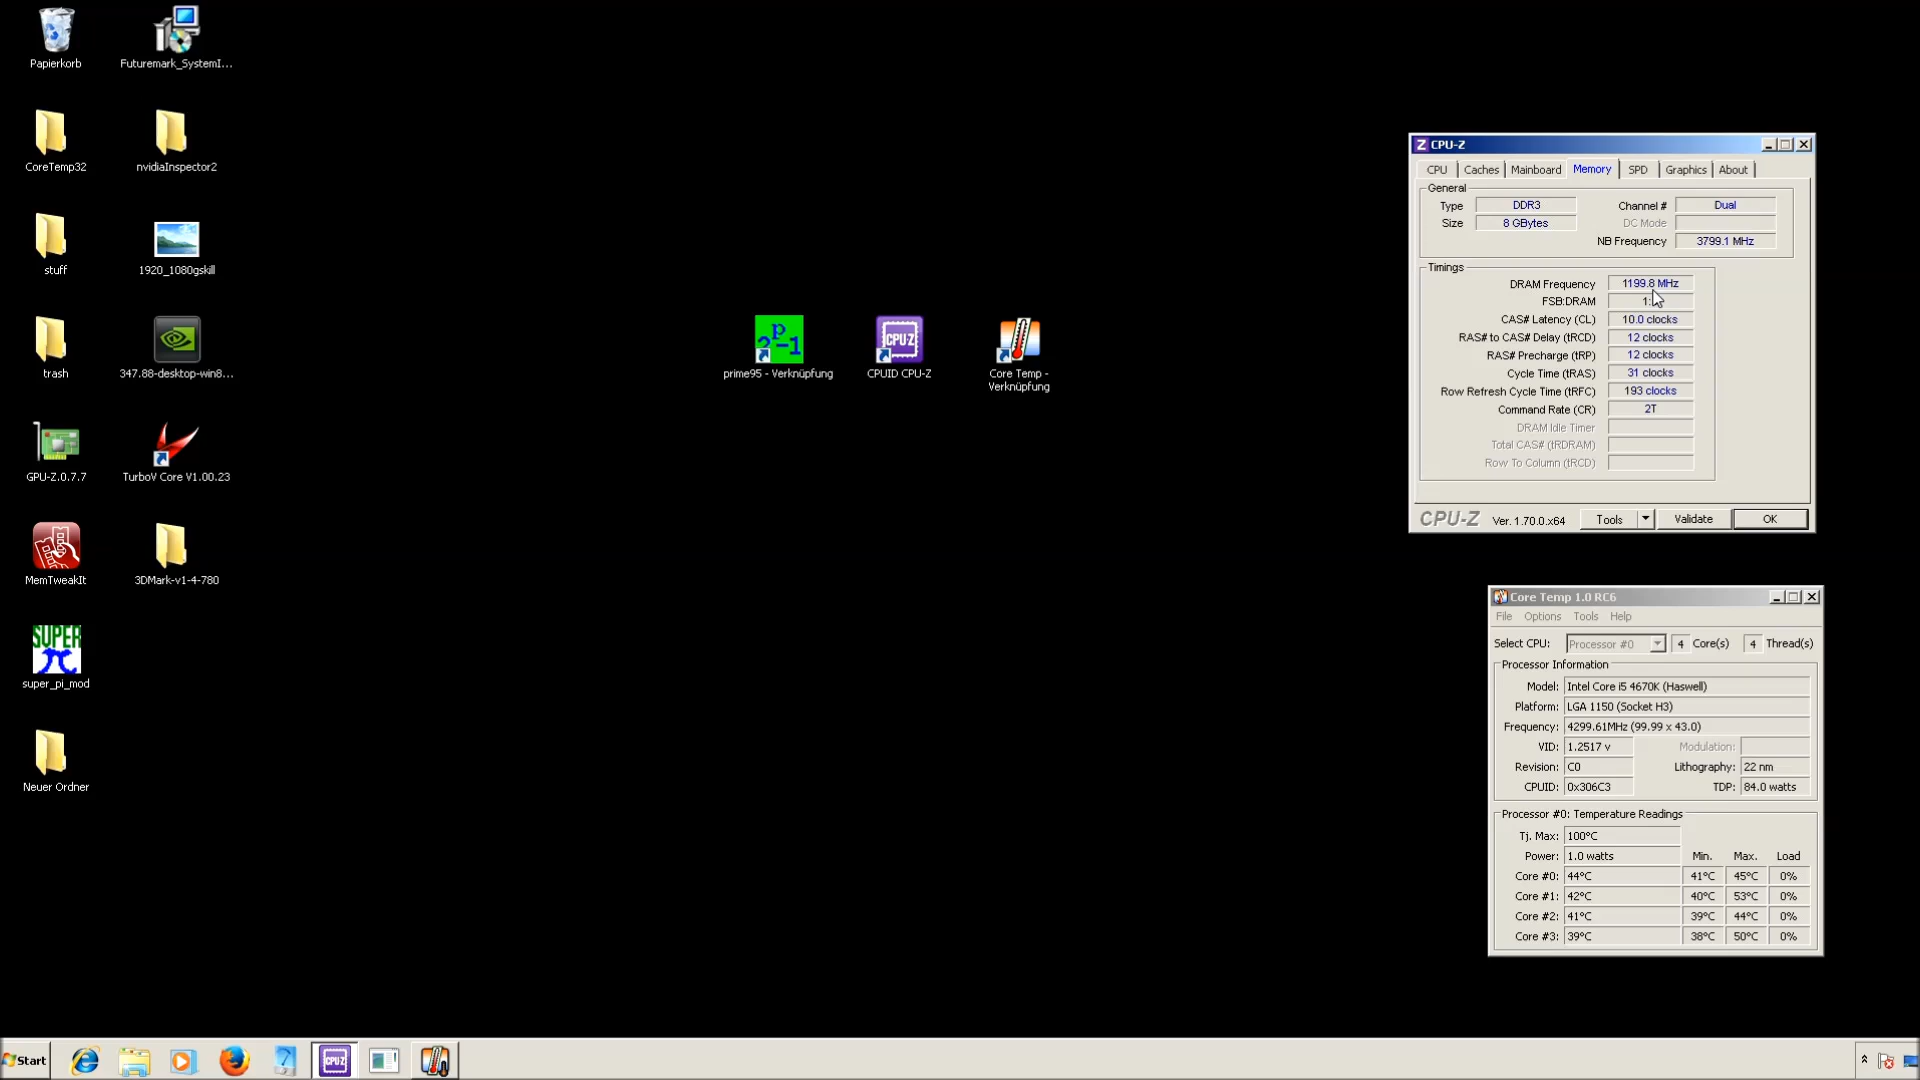 Papierkorb
Futuremark_SystemI...
CoreTemp32
nvidiaInspector2
stuff
1920_1080gskill
trash
347.88-desktop-win8...
GPU-Z.0.7.7
TurboV Core V1.00.23
MemTweakIt
3DMark-v1-4-780
SUPER
super_pi_mod
Neuer Ordner
prime95 - Verknüpfung
CPU-Z
CPUID CPU-Z
Core Temp -
Verknüpfung
Z CPU-Z
CPU Caches Mainboard Memory SPD Graphics About
General
Type DDR3 Channel # Dual
Size 8 GBytes DC Mode
NB Frequency 3799.1 MHz
Timings
DRAM Frequency 1199.8 MHz
FSB:DRAM
CAS# Latency (CL) 10.0 clocks
RAS# to CAS# Delay (tRCD) 12 clocks
RAS# Precharge (tRP) 12 clocks
Cycle Time (tRAS) 31 clocks
Row Refresh Cycle Time (tRFC) 193 clocks
Command Rate (CR) 2T
DRAM Idle Timer
Total CAS# (tRDRAM)
Row To Column (tRCD)
CPU-Z Ver. 1.70.0.x64 Tools Validate OK
Core Temp 1.0 RC6
File Options Tools Help
Select CPU: Processor #0 4 Core(s) 4 Thread(s)
Processor Information
Model: Intel Core i5 4670K (Haswell)
Platform: LGA 1150 (Socket H3)
Frequency: 4299.61MHz (99.99 x 43.0)
VID: 1.2517 v Modulation:
Revision: C0 Lithography: 22 nm
CPUID: 0x306C3 TDP: 84.0 watts
Processor #0: Temperature Readings
Tj. Max: 100°C
Power: 1.0 watts Min. Max. Load
Core #0: 44°C 41°C 45°C 0%
Core #1: 42°C 40°C 53°C 0%
Core #2: 41°C 39°C 44°C 0%
Core #3: 39°C 38°C 50°C 0%
Start
CPU-Z